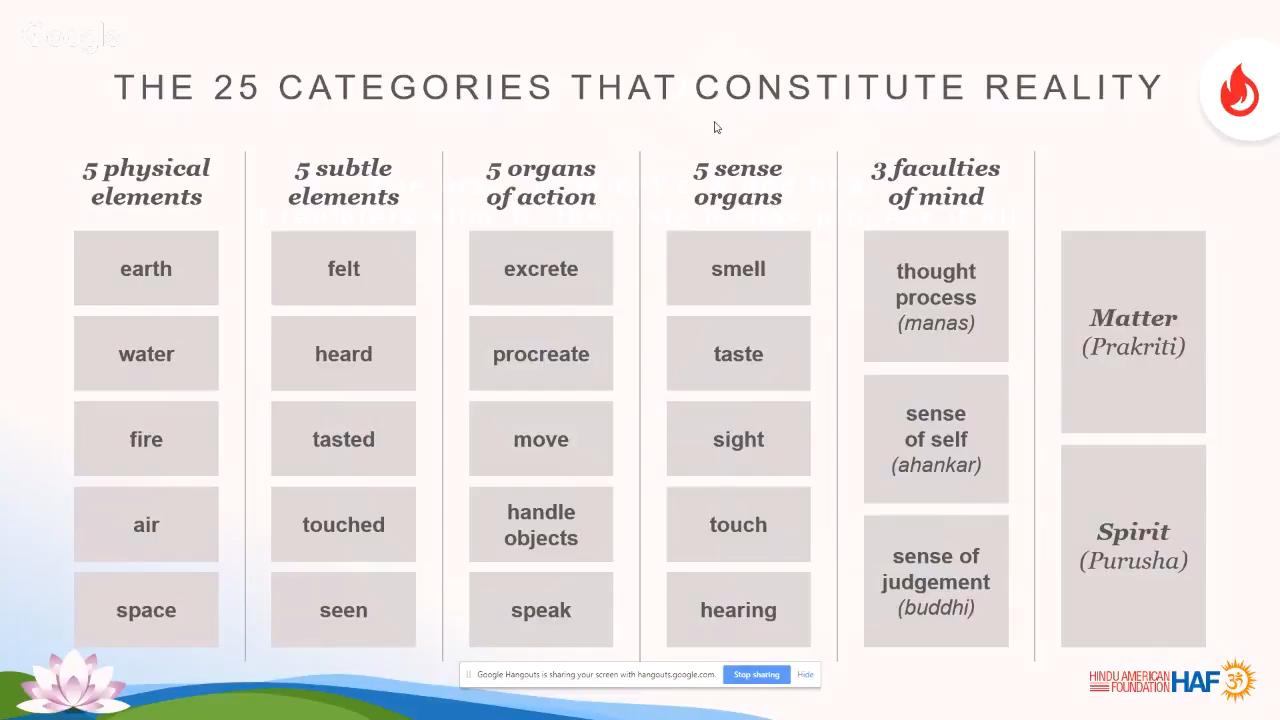 Google
THE 25 CATEGORIES THAT CONSTITUTE REALITY
5 physical
elements
earth
water
fire
air
space
5 subtle
elements
felt
heard
tasted
touched
seen
5 organs
of action
excrete
procreate
move
handle
objects
speak
5 sense
organs
smell
taste
sight
touch
hearing
3 faculties
of mind
thought
process
(manas)
sense
of self
(ahankar)
sense of
judgement
(buddhi)
Matter
(Prakriti)
Spirit
(Purusha)
Google Hangouts is sharing your screen with hangouts.google.com.
Stop sharing
Hide
HINDU AMERICAN
FOUNDATION
HAF
ॐ